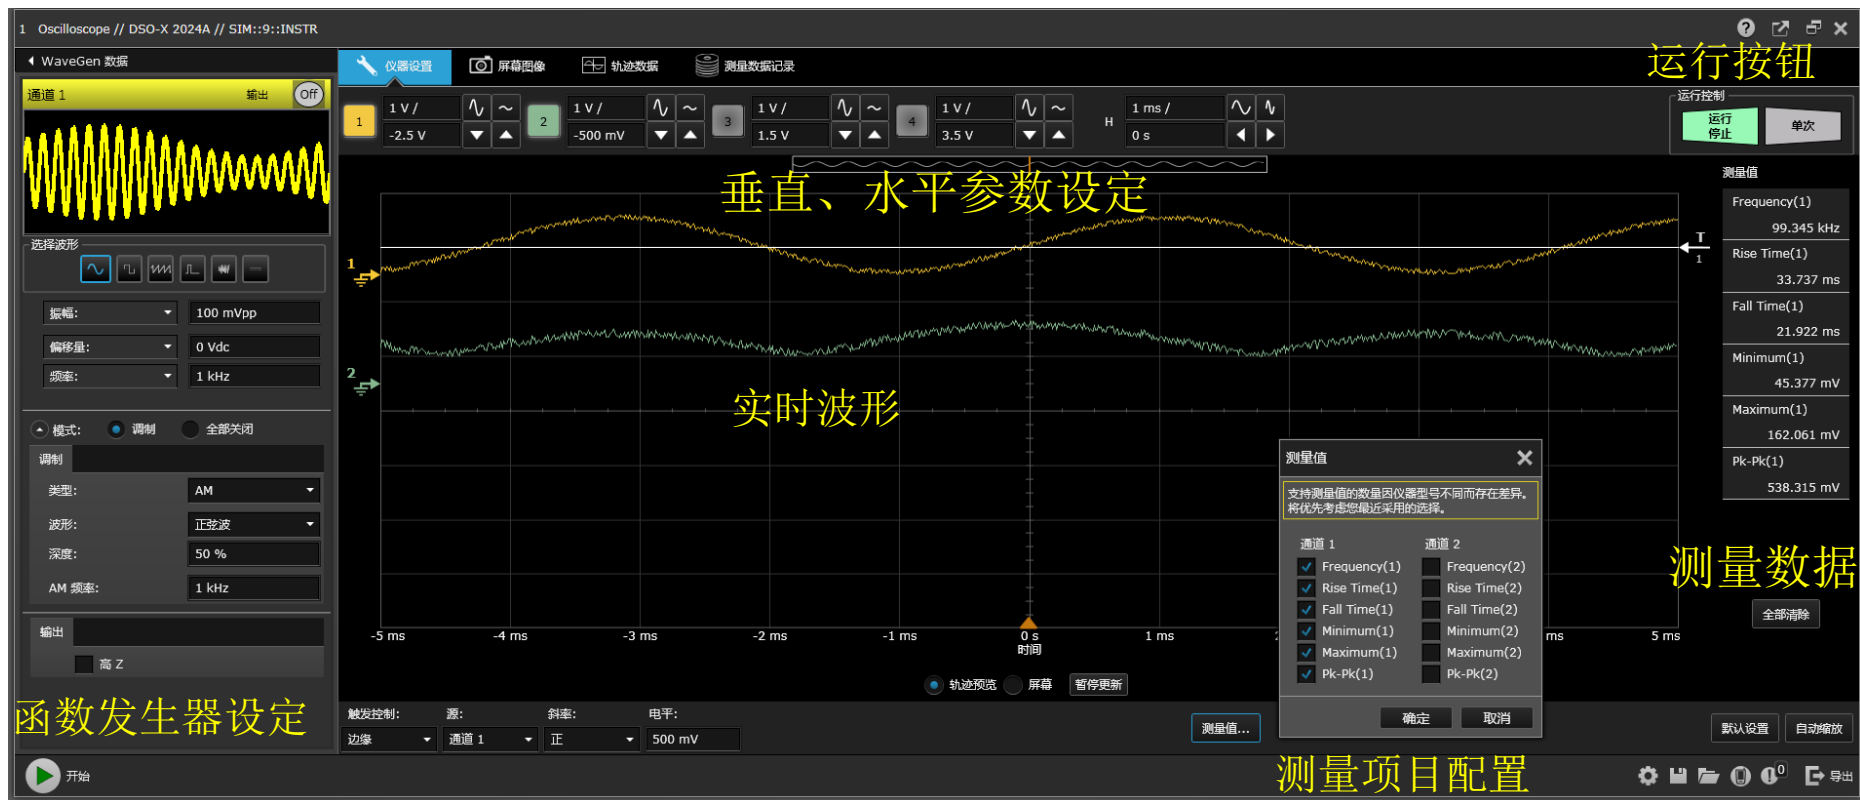 1 Oscilloscope // DSO-X 2024A // SIM::9::INSTR
WaveGen 数据
仪器设置
屏幕图像
轨迹数据
测量数据记录
运行按钮
通道 1
输出
Off
1
1 V /
-2.5 V
2
1 V /
-500 mV
3
1 V /
1.5 V
4
1 V /
3.5 V
H
1 ms /
0 s
运行控制
运行
停止
单次
垂直、水平参数设定
测量值
Frequency(1)
99.345 kHz
Rise Time(1)
33.737 ms
Fall Time(1)
21.922 ms
Minimum(1)
45.377 mV
Maximum(1)
162.061 mV
Pk-Pk(1)
538.315 mV
选择波形
振幅:
100 mVpp
偏移量:
0 Vdc
频率:
1 kHz
模式:
调制
全部关闭
调制
类型:
AM
波形:
正弦波
深度:
50 %
AM 频率:
1 kHz
输出
高 Z
函数发生器设定
1
2
T
1
实时波形
-5 ms
-4 ms
-3 ms
-2 ms
-1 ms
0 s
1 ms
ms
5 ms
时间
轨迹预览
屏幕
暂停更新
测量值
支持测量值的数量因仪器型号不同而存在差异。
将优先考虑您最近采用的选择。
通道 1
通道 2
Frequency(1)
Frequency(2)
Rise Time(1)
Rise Time(2)
Fall Time(1)
Fall Time(2)
Minimum(1)
Minimum(2)
Maximum(1)
Maximum(2)
Pk-Pk(1)
Pk-Pk(2)
确定
取消
测量数据
全部清除
触发控制:
源:
斜率:
电平:
边缘
通道 1
正
500 mV
测量值...
默认设置
自动缩放
测量项目配置
开始
0
导出